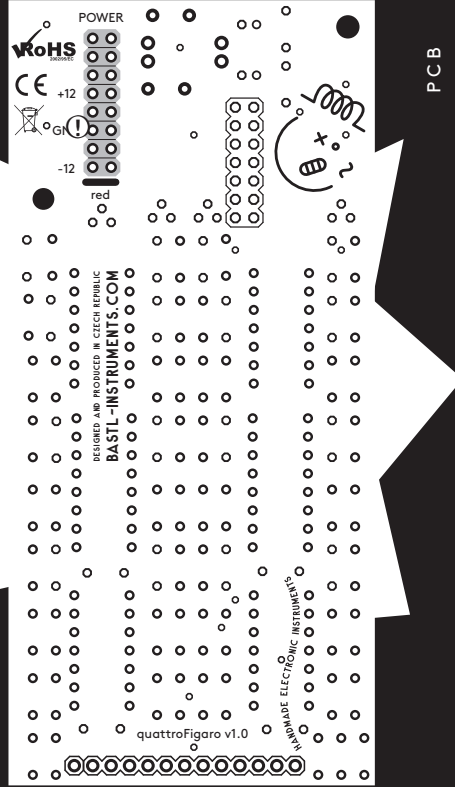 POWER
RoHS
2002/95/EC
CE
+12
GN
!
-12
red
PCB
DESIGNED AND PRODUCED IN CZECH REPUBLIC
BASTL-INSTRUMENTS.COM
HANDMADE ELECTRONIC INSTRUMENTS
quattroFigaro v1.0